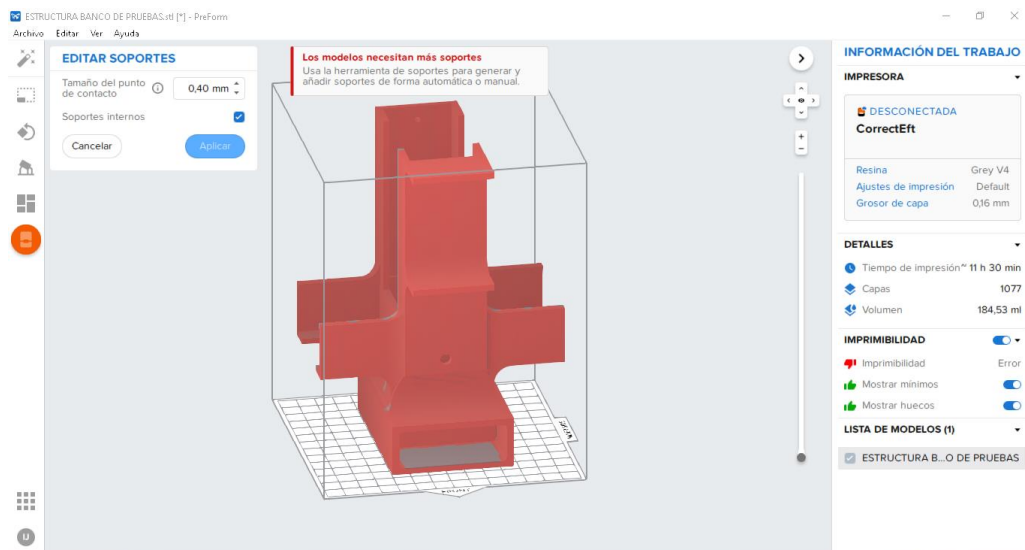 ESTRUCTURA BANCO DE PRUEBAS.stl [*] - PreForm
Archivo Editar Ver Ayuda
EDITAR SOPORTES
Tamaño del punto
de contacto
0,40 mm
Soportes internos
Cancelar
Aplicar
Los modelos necesitan más soportes
Usa la herramienta de soportes para generar y
añadir soportes de forma automática o manual.
INFORMACIÓN DEL TRABAJO
IMPRESORA
DESCONECTADA
CorrectEft
Resina Grey V4
Ajustes de impresión Default
Grosor de capa 0,16 mm
DETALLES
Tiempo de impresión~ 11 h 30 min
Capas 1077
Volumen 184,53 ml
IMPRIMIBILIDAD
Imprimibilidad Error
Mostrar mínimos
Mostrar huecos
LISTA DE MODELOS (1)
ESTRUCTURA B...O DE PRUEBAS